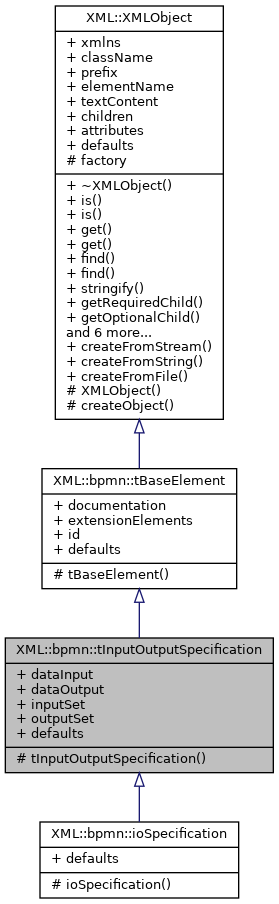 XML::XMLObject
+ xmlns
+ className
+ prefix
+ elementName
+ textContent
+ children
+ attributes
+ defaults
# factory
+ ~XMLObject()
+ is()
+ is()
+ get()
+ get()
+ find()
+ find()
+ stringify()
+ getRequiredChild()
+ getOptionalChild()
and 6 more...
+ createFromStream()
+ createFromString()
+ createFromFile()
# XMLObject()
# createObject()
XML::bpmn::tBaseElement
+ documentation
+ extensionElements
+ id
+ defaults
# tBaseElement()
XML::bpmn::tInputOutputSpecification
+ dataInput
+ dataOutput
+ inputSet
+ outputSet
+ defaults
# tInputOutputSpecification()
XML::bpmn::ioSpecification
+ defaults
# ioSpecification()